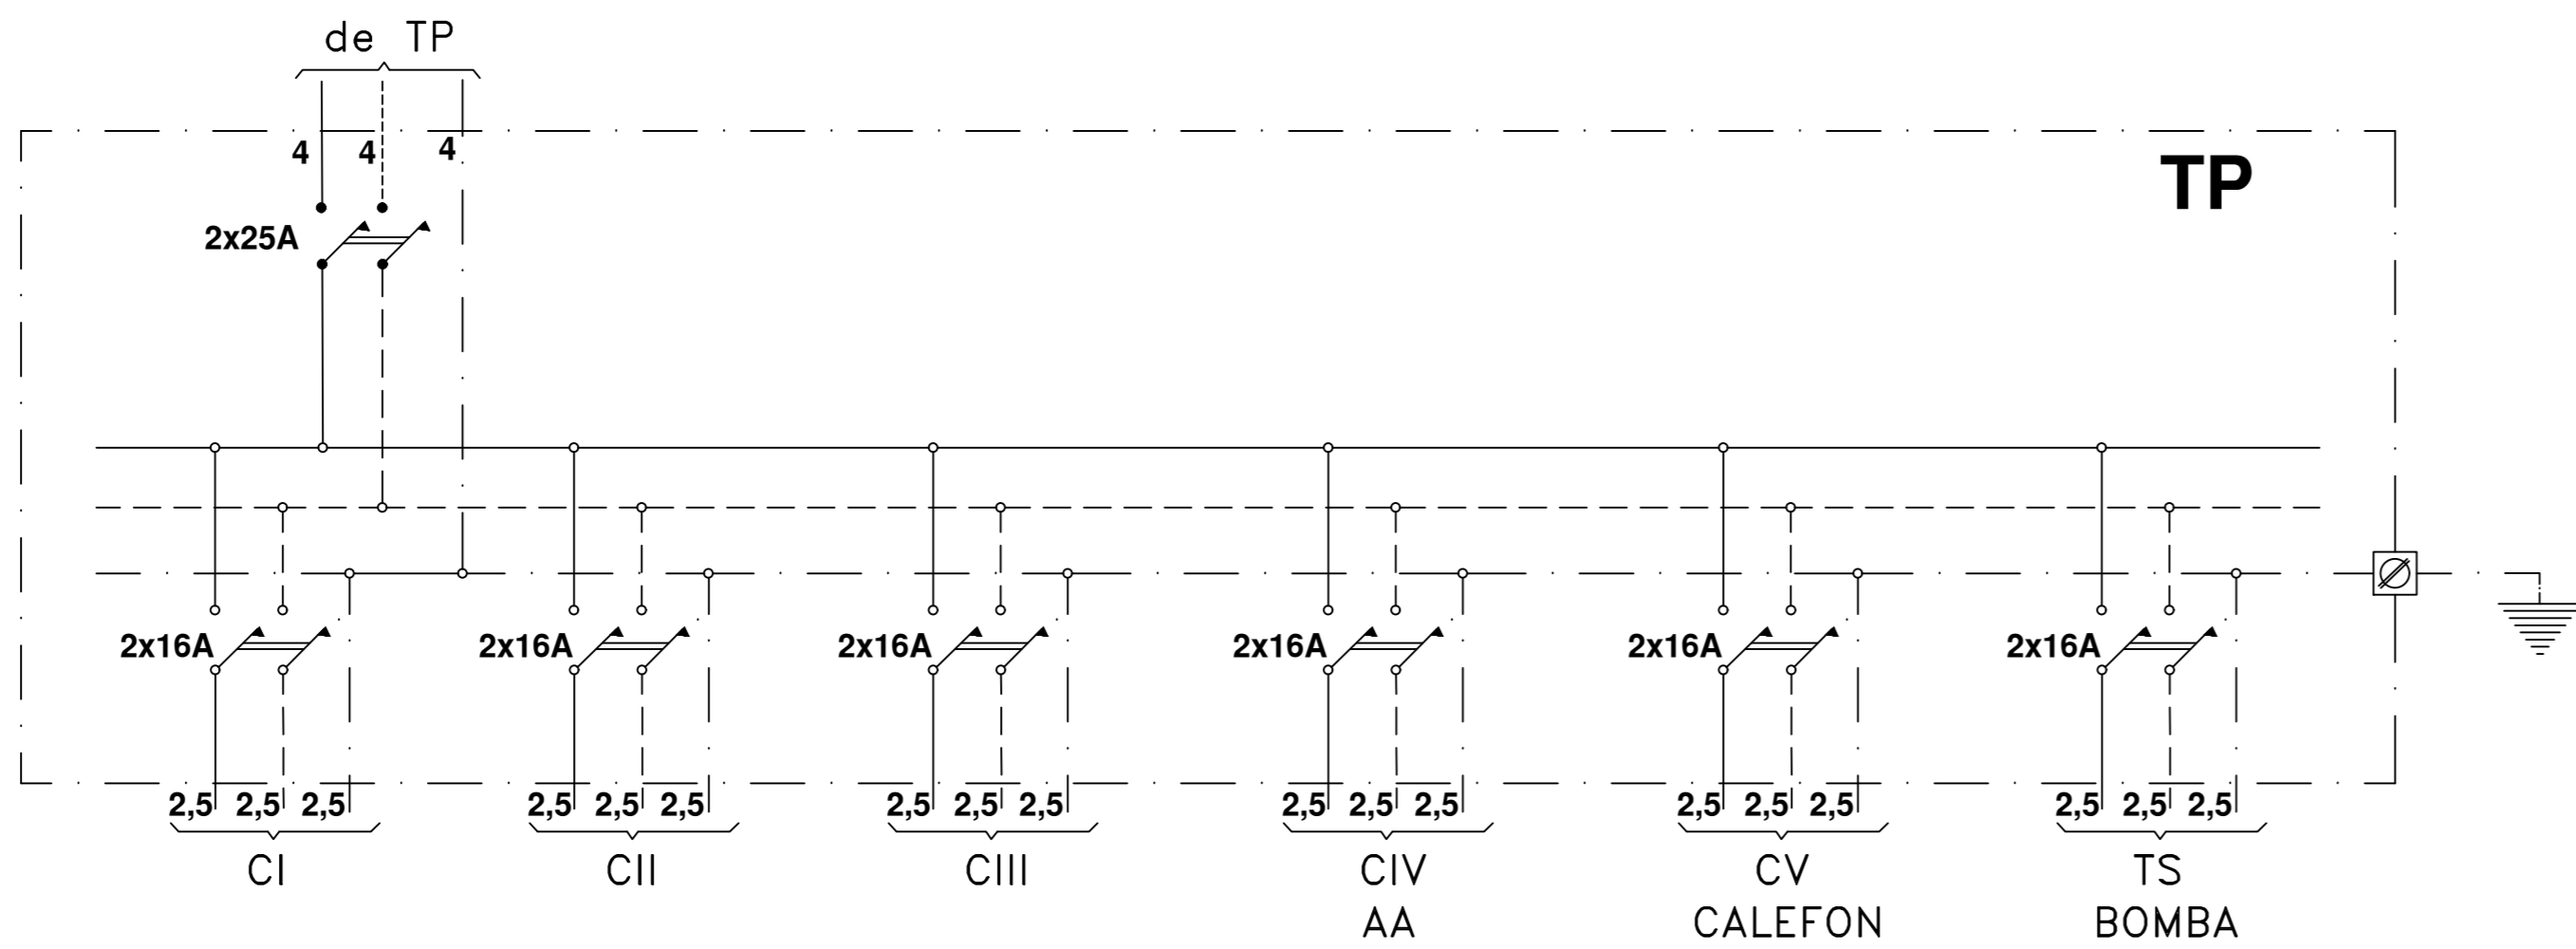 de TP
4 4 4
TP
2x25A
2x16A 2x16A 2x16A 2x16A 2x16A 2x16A
2,5 2,5 2,5 2,5 2,5 2,5 2,5 2,5 2,5 2,5 2,5 2,5 2,5 2,5 2,5 2,5 2,5 2,5
CI CII CIII CIV CV TS
AA CALEFON BOMBA